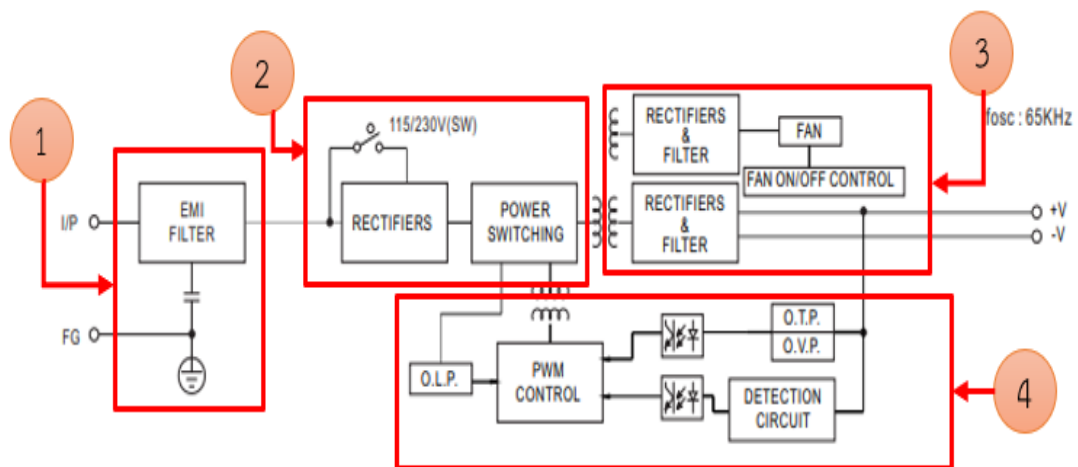 1
2
3
4
fosc : 65KHz
115/230V(SW)
I/P
EMI
FILTER
FG
RECTIFIERS
POWER
SWITCHING
RECTIFIERS
&
FILTER
FAN
FAN ON/OFF CONTROL
RECTIFIERS
&
FILTER
+V
-V
O.L.P.
PWM
CONTROL
O.T.P.
O.V.P.
DETECTION
CIRCUIT